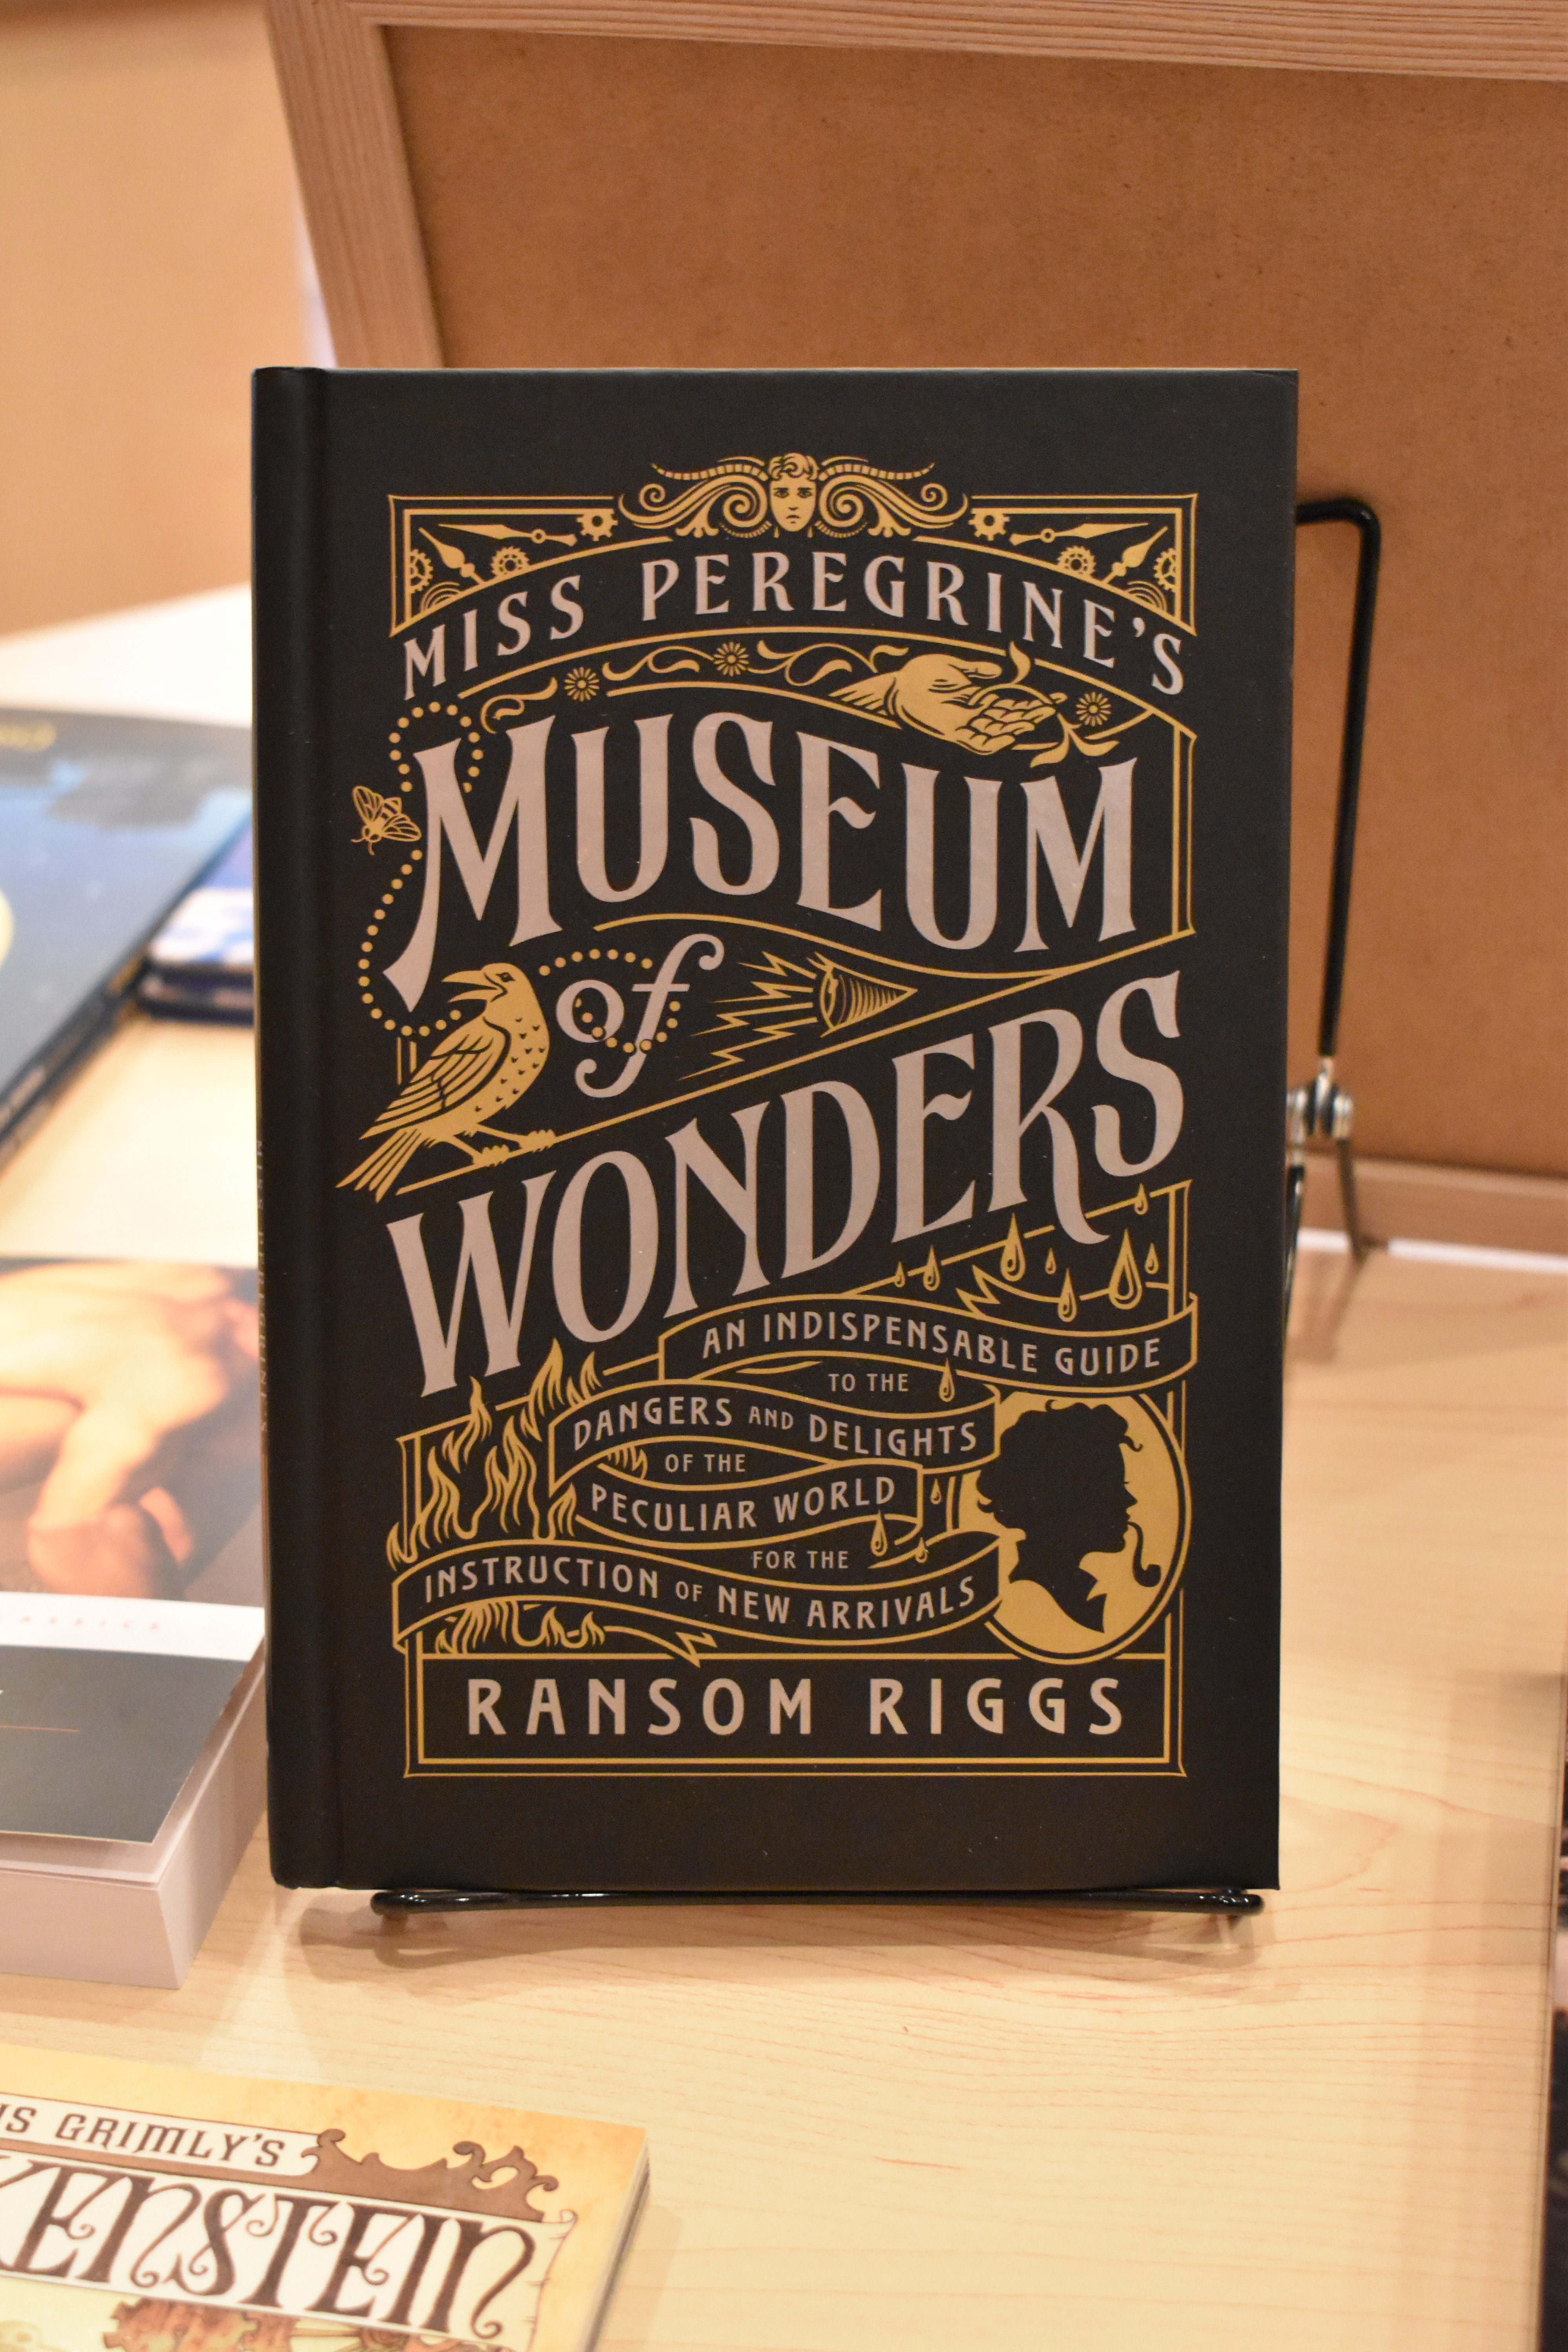 MISS PEREGRINE'S
MUSEUM
of
WONDERS
AN INDISPENSABLE GUIDE
TO THE
DANGERS AND DELIGHTS
OF THE
PECULIAR WORLD
FOR THE
INSTRUCTION OF NEW ARRIVALS
RANSOM RIGGS
GRIMLY'S
KENSTEIN